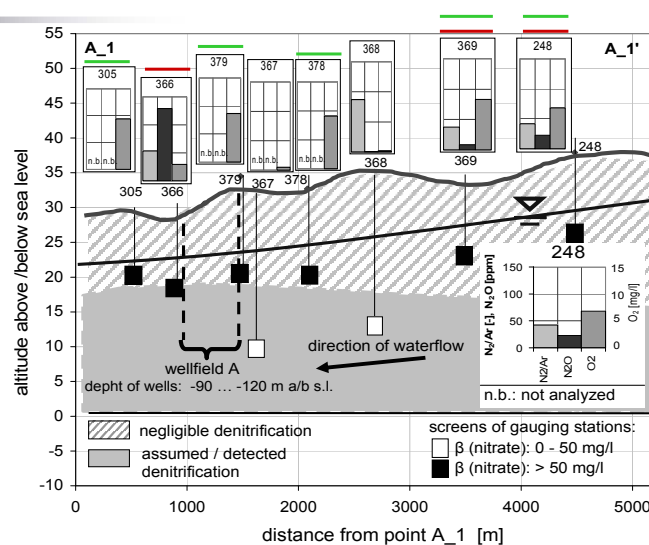 A_1
A_1'
305
366
379
367
378
368
369
248
n.b. n.b.
n.b. n.b.
n.b. n.b.
n.b. n.b.
305
366
379
367
378
368
369
248
55
50
45
40
35
30
25
20
15
10
5
0
-5
-10
altitude above /below sea level
wellfield A
depht of wells: -90 ... -120 m a/b s.l.
direction of waterflow
248
150
100
50
0
15
10
5
0
N2/Ar [-], N2O [ppm]
O2 [mg/l]
N2/Ar
N2O
O2
n.b.: not analyzed
negligible denitrification
assumed / detected
denitrification
screens of gauging stations:
β (nitrate): 0 - 50 mg/l
β (nitrate): > 50 mg/l
0
1000
2000
3000
4000
5000
distance from point A_1 [m]